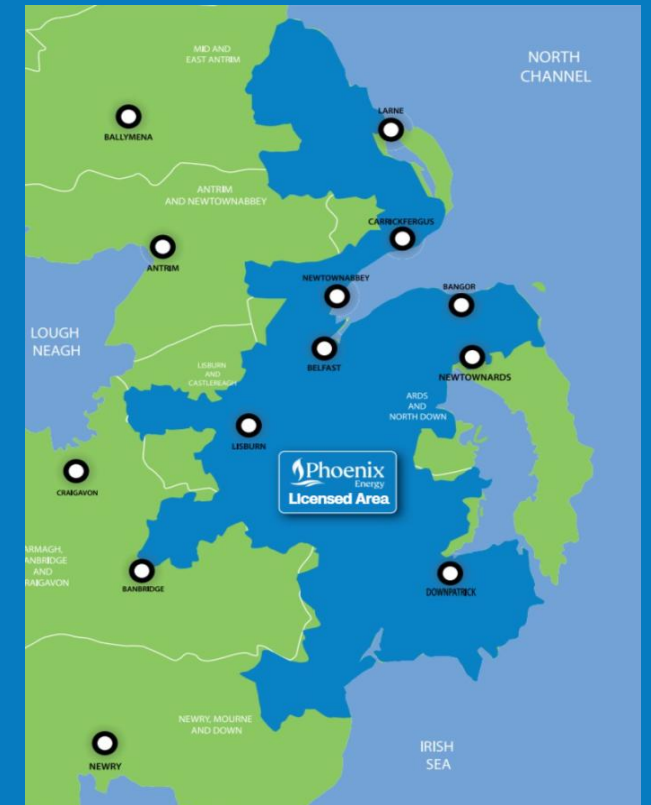 MID AND
EAST ANTRIM
NORTH
CHANNEL
LARNE
BALLYMENA
ANTRIM
AND NEWTOWNABBEY
CARRICKFERGUS
ANTRIM
NEWTOWNABBEY
BANGOR
LOUGH
NEAGH
BELFAST
LISBURN
AND
CASTLEREAGH
NEWTOWNARDS
ARDS
AND
NORTH DOWN
LISBURN
Phoenix
Energy
Licensed Area
CRAIGAVON
ARMAGH,
ANBRIDGE
AND
RAIGAVON
BANBRIDGE
DOWNPATRICK
NEWRY, MOURNE
AND DOWN
IRISH
SEA
NEWRY